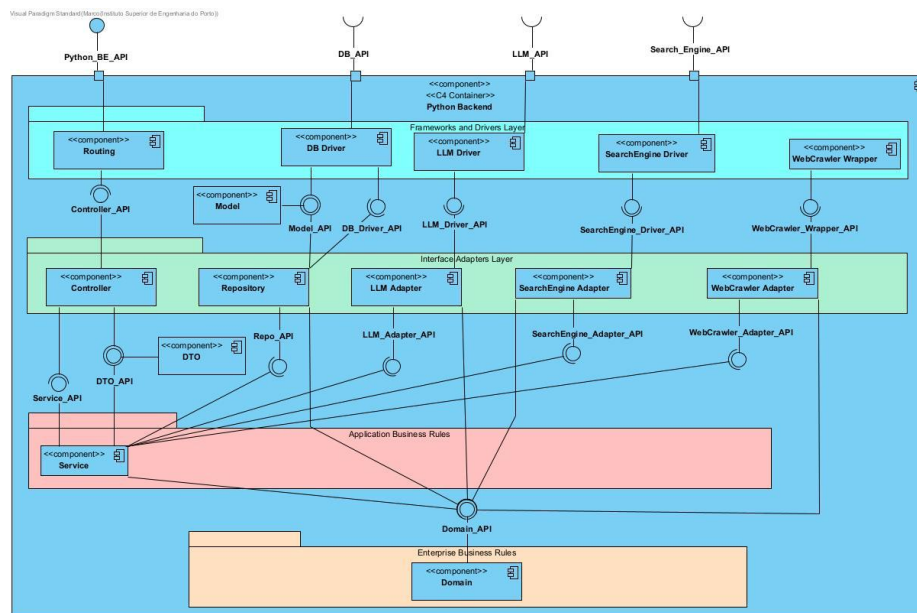 Visual Paradigm Standard(Marco(Instituto Superior de Engenharia do Porto))
Python_BE_API
DB_API
LLM_API
Search_Engine_API
<<component>>
<<C4 Container>>
Python Backend
Frameworks and Drivers Layer
<<component>>
Routing
<<component>>
DB Driver
<<component>>
LLM Driver
<<component>>
SearchEngine Driver
<<component>>
WebCrawler Wrapper
<<component>>
Model
Controller_API
Model_API
DB_Driver_API
LLM_Driver_API
SearchEngine_Driver_API
WebCrawler_Wrapper_API
Interface Adapters Layer
<<component>>
Controller
<<component>>
Repository
<<component>>
LLM Adapter
<<component>>
SearchEngine Adapter
<<component>>
WebCrawler Adapter
Repo_API
LLM_Adapter_API
SearchEngine_Adapter_API
WebCrawler_Adapter_API
<<component>>
DTO
DTO_API
Service_API
Application Business Rules
<<component>>
Service
Domain_API
Enterprise Business Rules
<<component>>
Domain